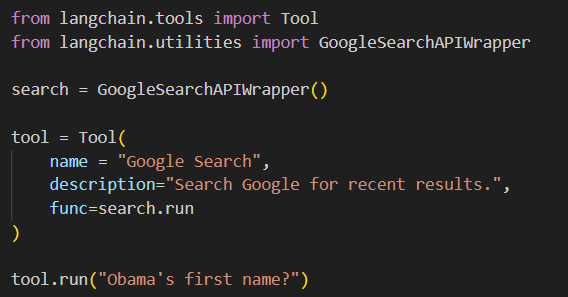 from langchain.tools import Tool
from langchain.utilities import GoogleSearchAPIWrapper
search = GoogleSearchAPIWrapper()
tool = Tool(
    name = "Google Search",
    description="Search Google for recent results.",
    func=search.run
)
tool.run("Obama's first name?")